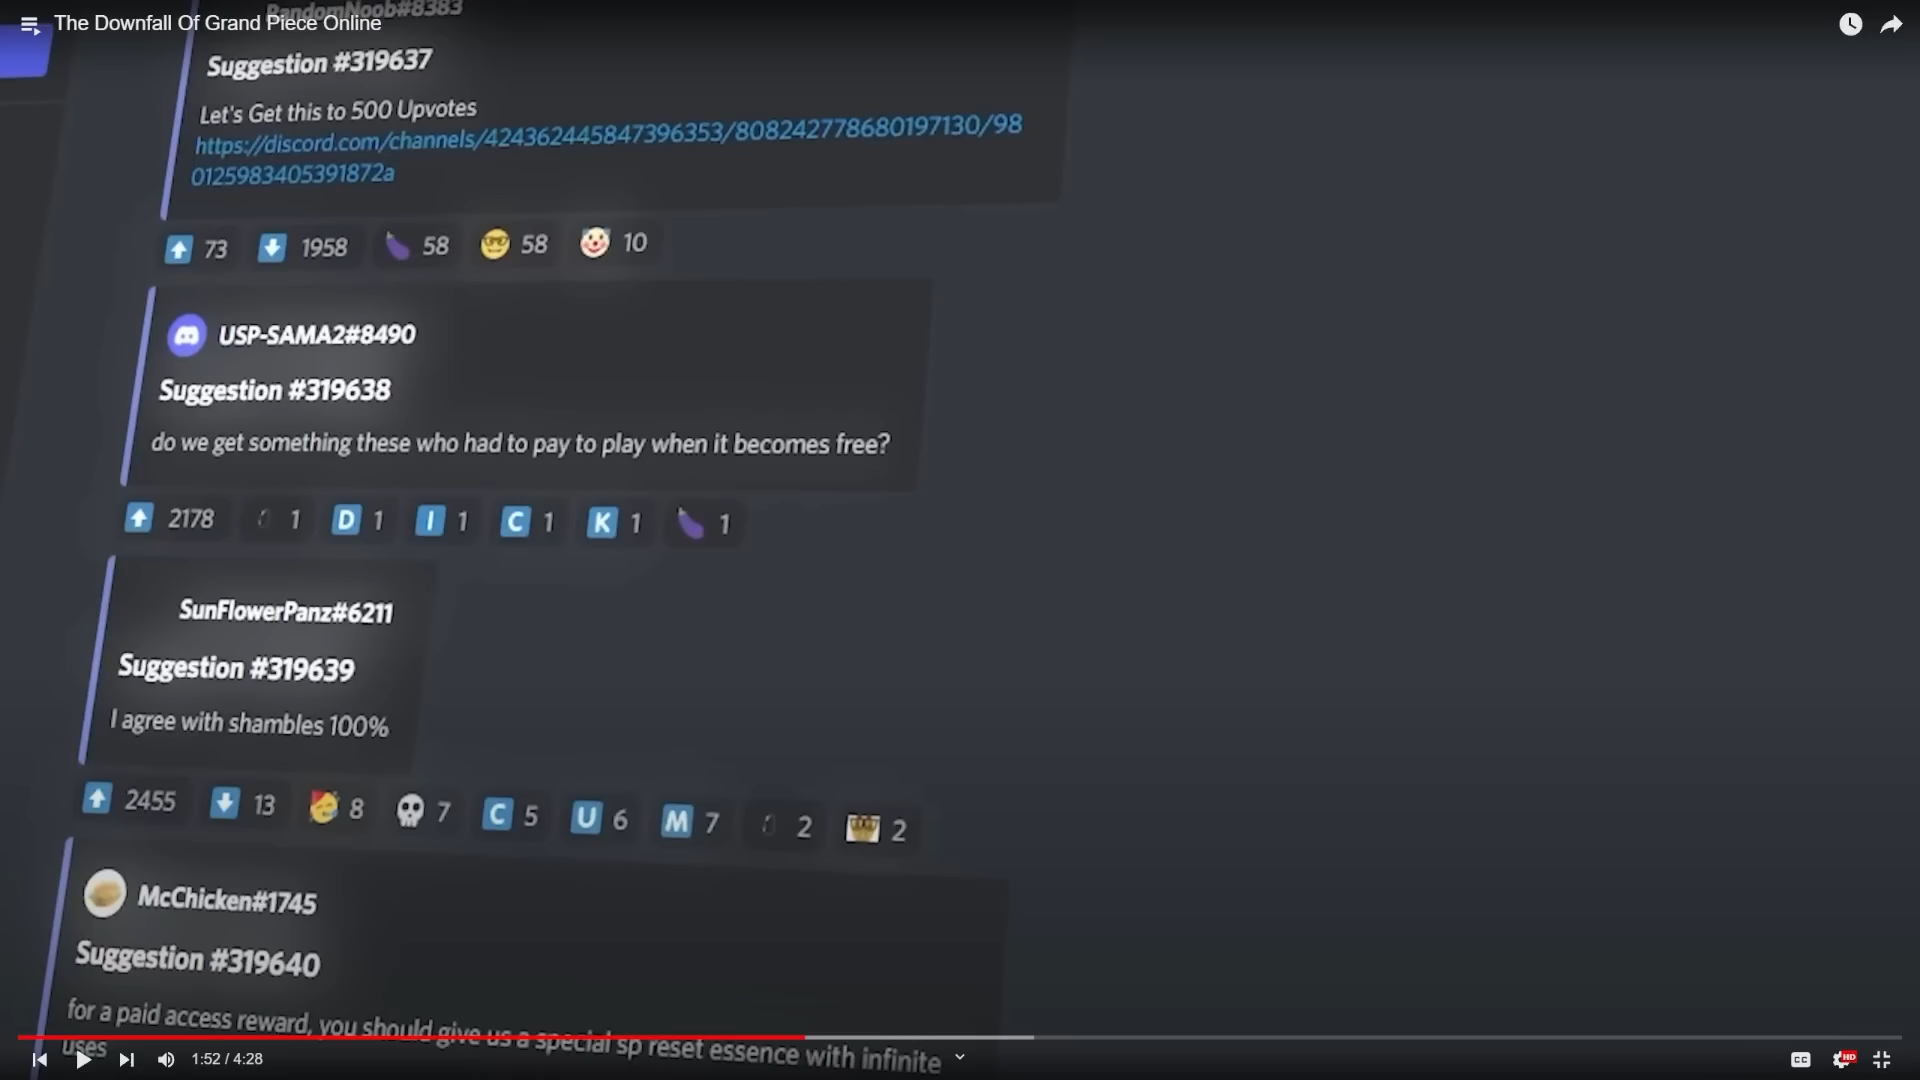 RandomNoob#8383
The Downfall Of Grand Piece Online
Suggestion #319637
Let's Get this to 500 Upvotes
https://discord.com/channels/424362445847396353/808242778680197130/98
0125983405391872a
73 1958 58 58 10
USP-SAMA2#8490
Suggestion #319638
do we get something these who had to pay to play when it becomes free?
2178 1 D 1 I 1 C 1 K 1 1
SunFlowerPanz#6211
Suggestion #319639
I agree with shambles 100%
2455 13 8 7 C 5 U 6 M 7 2 2
McChicken#1745
Suggestion #319640
for a paid access reward, you should give us a special sp reset essence with infinite
uses
1:52 / 4:28
CC HD